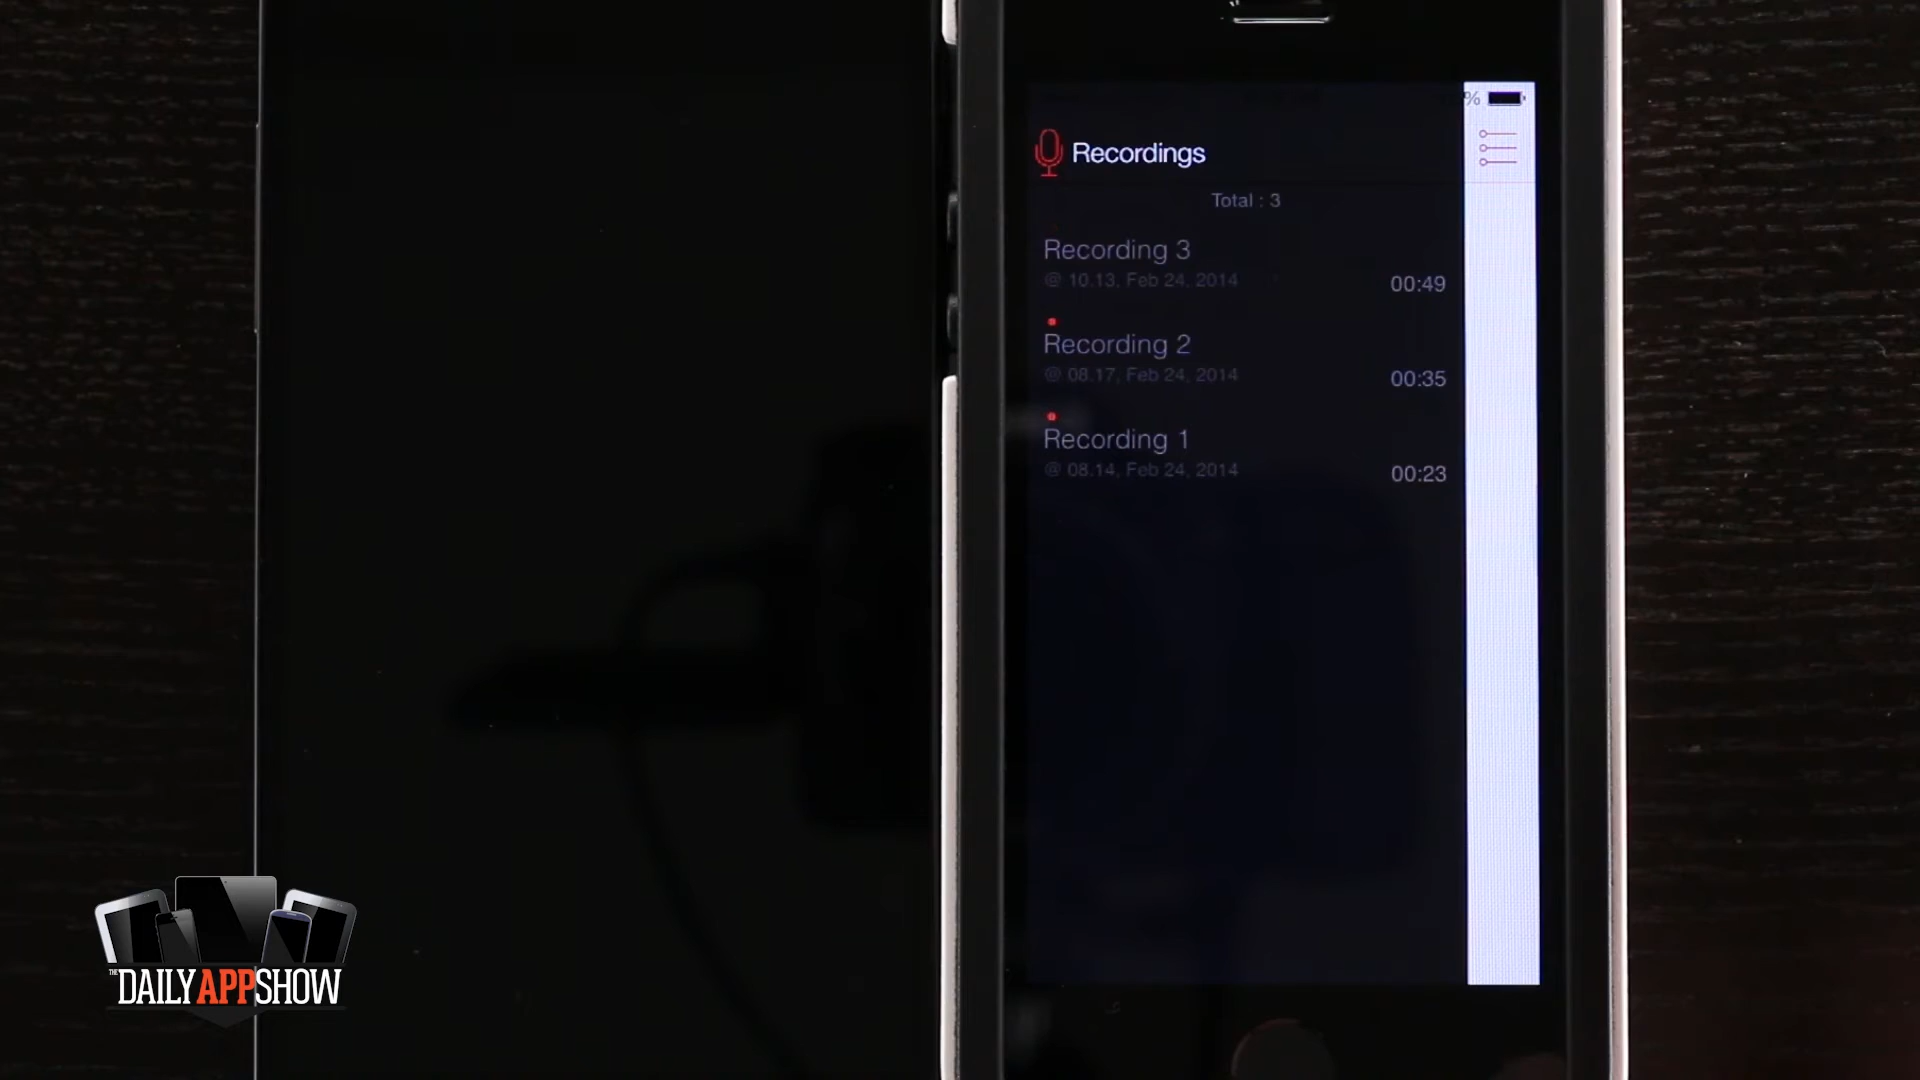 %
Recordings
Total : 3
Recording 3
@ 10.13, Feb 24, 2014
00:49
Recording 2
@ 08.17, Feb 24, 2014
00:35
Recording 1
@ 08.14, Feb 24, 2014
00:23
THE DAILY APP SHOW